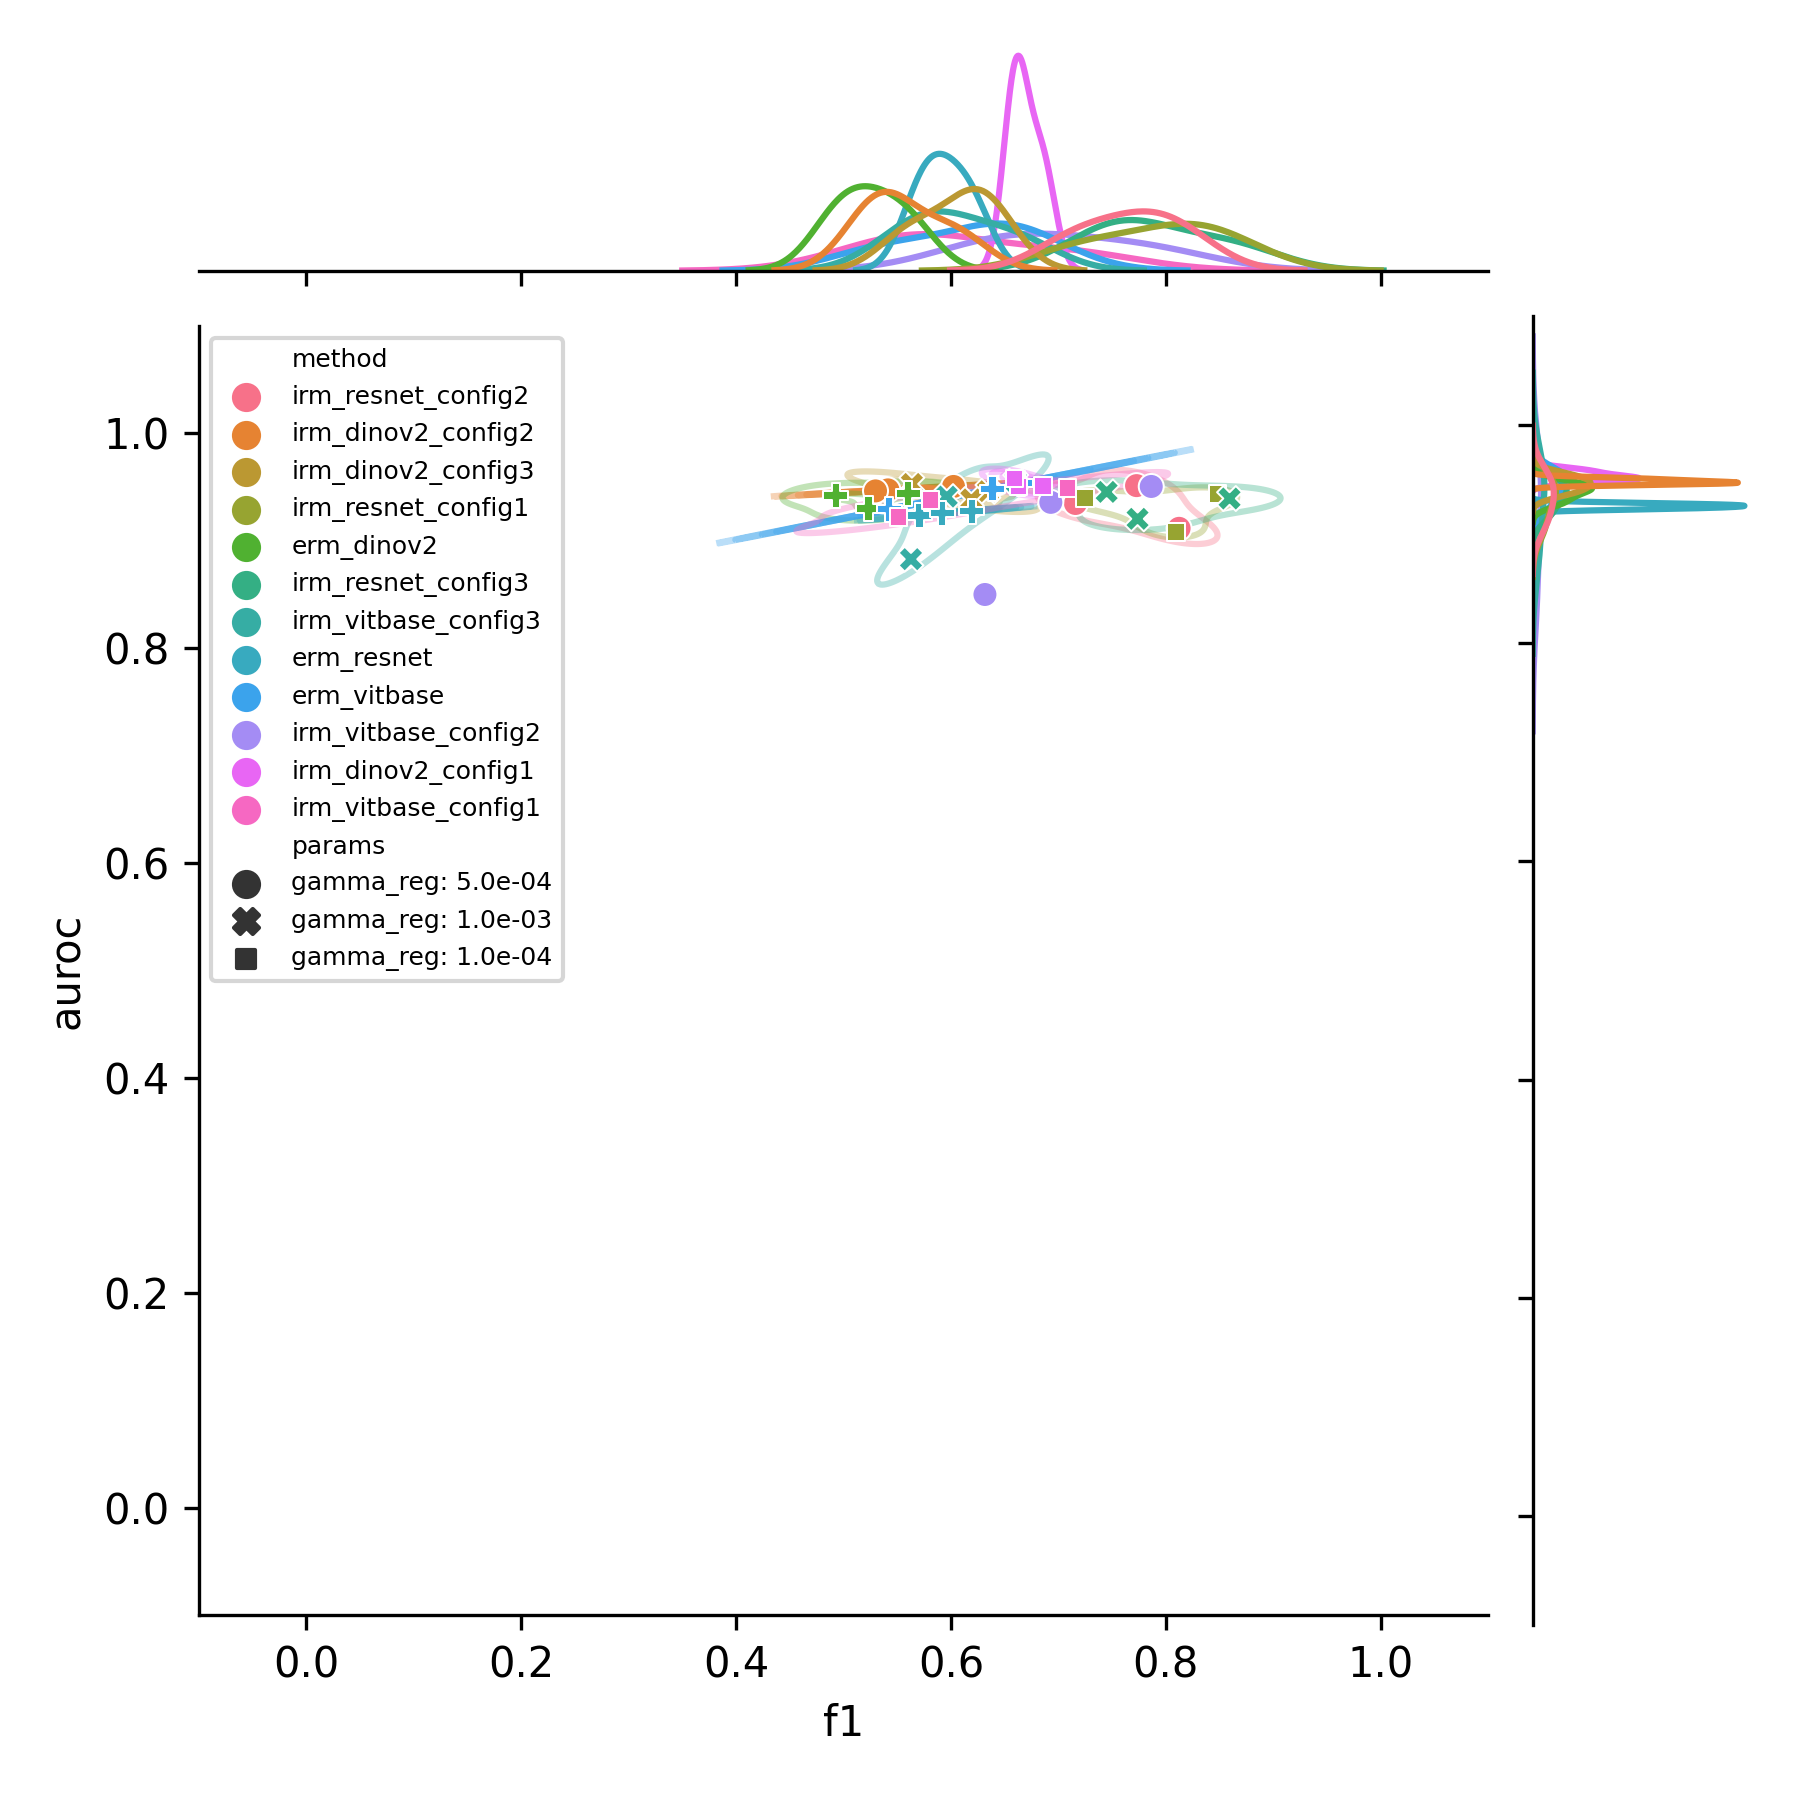 method
irm_resnet_config2
irm_dinov2_config2
irm_dinov2_config3
irm_resnet_config1
erm_dinov2
irm_resnet_config3
irm_vitbase_config3
erm_resnet
erm_vitbase
irm_vitbase_config2
irm_dinov2_config1
irm_vitbase_config1
params
gamma_reg: 5.0e-04
gamma_reg: 1.0e-03
gamma_reg: 1.0e-04
auroc
1.0
0.8
0.6
0.4
0.2
0.0
0.0 0.2 0.4 0.6 0.8 1.0
f1